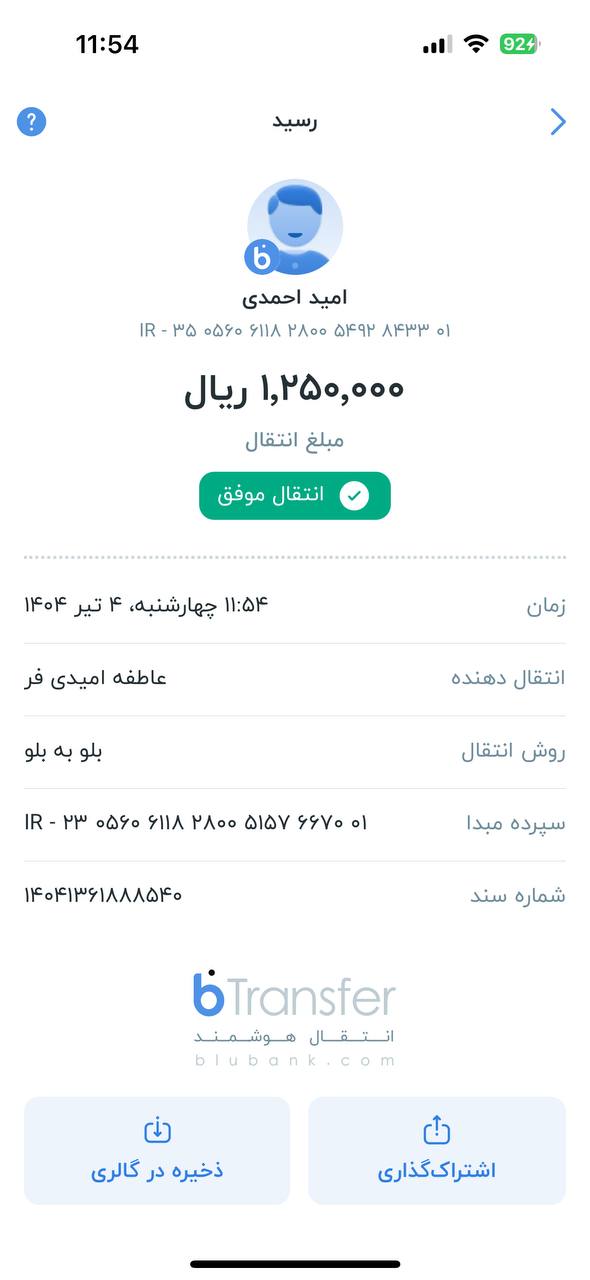 11:54
92
رسید
?
امید احمدی
IR - ۳۵ ۰۵۶۰ ۶۱۱۸ ۲۸۰۰ ۵۴۹۲ ۸۴۳۳ ۰۱
۱,۲۵۰,۰۰۰ ریال
مبلغ انتقال
انتقال موفق
زمان ۱۱:۵۴ چهارشنبه، ۴ تیر ۱۴۰۴
انتقال دهنده عاطفه امیدی فر
روش انتقال بلو به بلو
سپرده مبدا IR - ۲۳ ۰۵۶۰ ۶۱۱۸ ۲۸۰۰ ۵۱۵۷ ۶۶۷۰ ۰۱
شماره سند ۱۴۰۴۱۳۶۱۸۸۸۵۴۰
bTransfer
انـتـقـال هـوشـمـنـد
blubank.com
اشتراک‌گذاری
ذخیره در گالری